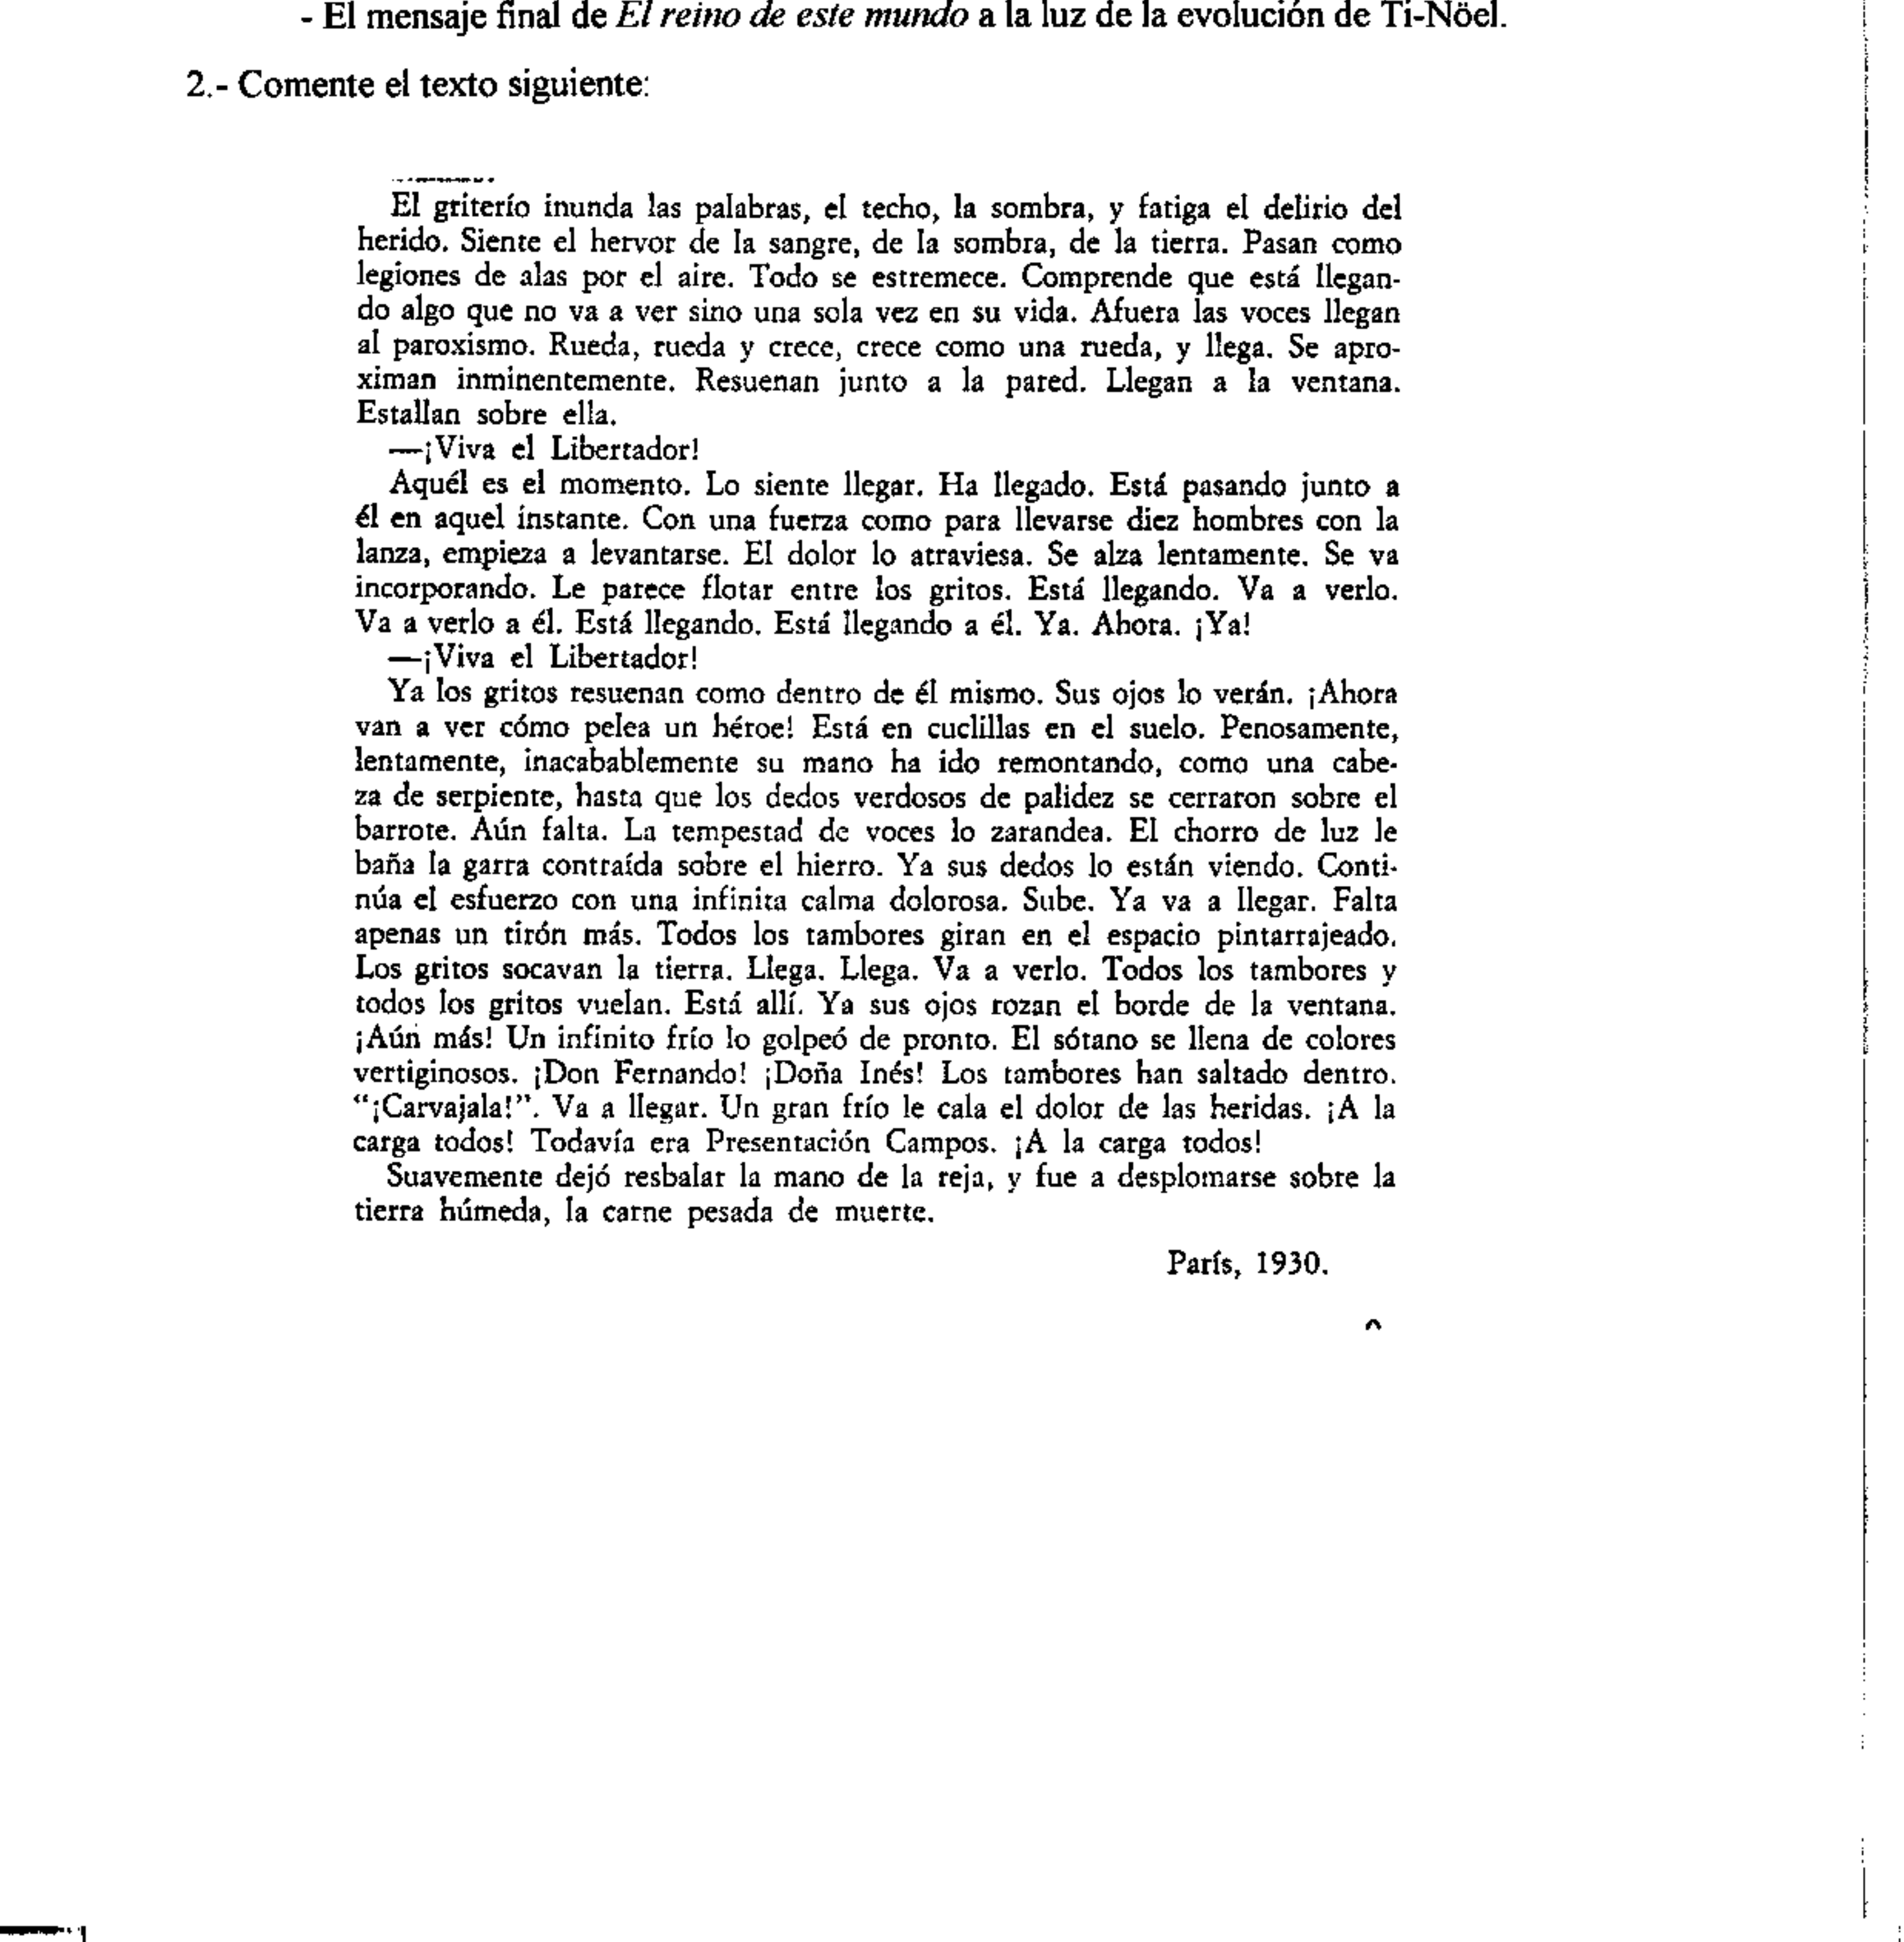 - El mensaje final de El reino de este mundo a la luz de la evolución de Ti-Nöel.
2.- Comente el texto siguiente:
El griterío inunda las palabras, el techo, la sombra, y fatiga el delirio del
herido. Siente el hervor de la sangre, de la sombra, de la tierra. Pasan como
legiones de alas por el aire. Todo se estremece. Comprende que está llegan-
do algo que no va a ver sino una sola vez en su vida. Afuera las voces llegan
al paroxismo. Rueda, rueda y crece, crece como una rueda, y llega. Se apro-
ximan inminentemente. Resuenan junto a la pared. Llegan a la ventana.
Estallan sobre ella.
—¡Viva el Libertador!
Aquél es el momento. Lo siente llegar. Ha llegado. Está pasando junto a
él en aquel instante. Con una fuerza como para llevarse diez hombres con la
lanza, empieza a levantarse. El dolor lo atraviesa. Se alza lentamente. Se va
incorporando. Le parece flotar entre los gritos. Está llegando. Va a verlo.
Va a verlo a él. Está llegando. Está llegando a él. Ya. Ahora. ¡Ya!
—¡Viva el Libertador!
Ya los gritos resuenan como dentro de él mismo. Sus ojos lo verán. ¡Ahora
van a ver cómo pelea un héroe! Está en cuclillas en el suelo. Penosamente,
lentamente, inacabablemente su mano ha ido remontando, como una cabe-
za de serpiente, hasta que los dedos verdosos de palidez se cerraron sobre el
barrote. Aún falta. La tempestad de voces lo zarandea. El chorro de luz le
baña la garra contraída sobre el hierro. Ya sus dedos lo están viendo. Conti-
núa el esfuerzo con una infinita calma dolorosa. Sube. Ya va a llegar. Falta
apenas un tirón más. Todos los tambores giran en el espacio pintarrajeado.
Los gritos socavan la tierra. Llega. Llega. Va a verlo. Todos los tambores y
todos los gritos vuelan. Está allí. Ya sus ojos rozan el borde de la ventana.
¡Aún más! Un infinito frío lo golpeó de pronto. El sótano se llena de colores
vertiginosos. ¡Don Fernando! ¡Doña Inés! Los tambores han saltado dentro.
“¡Carvajala!”. Va a llegar. Un gran frío le cala el dolor de las heridas. ¡A la
carga todos! Todavía era Presentación Campos. ¡A la carga todos!
Suavemente dejó resbalar la mano de la reja, y fue a desplomarse sobre la
tierra húmeda, la carne pesada de muerte.
París, 1930.